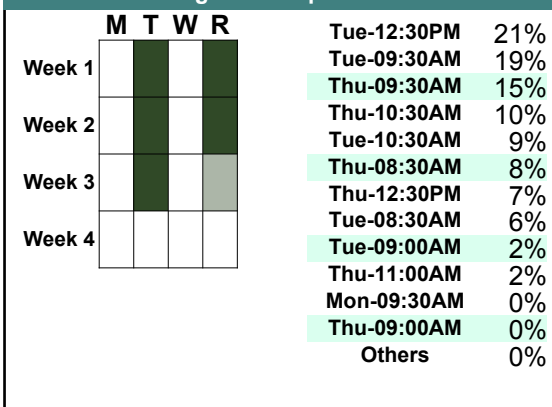 M T W R
Week 1
Week 2
Week 3
Week 4
Tue-12:30PM 21%
Tue-09:30AM 19%
Thu-09:30AM 15%
Thu-10:30AM 10%
Tue-10:30AM 9%
Thu-08:30AM 8%
Thu-12:30PM 7%
Tue-08:30AM 6%
Tue-09:00AM 2%
Thu-11:00AM 2%
Mon-09:30AM 0%
Thu-09:00AM 0%
Others 0%